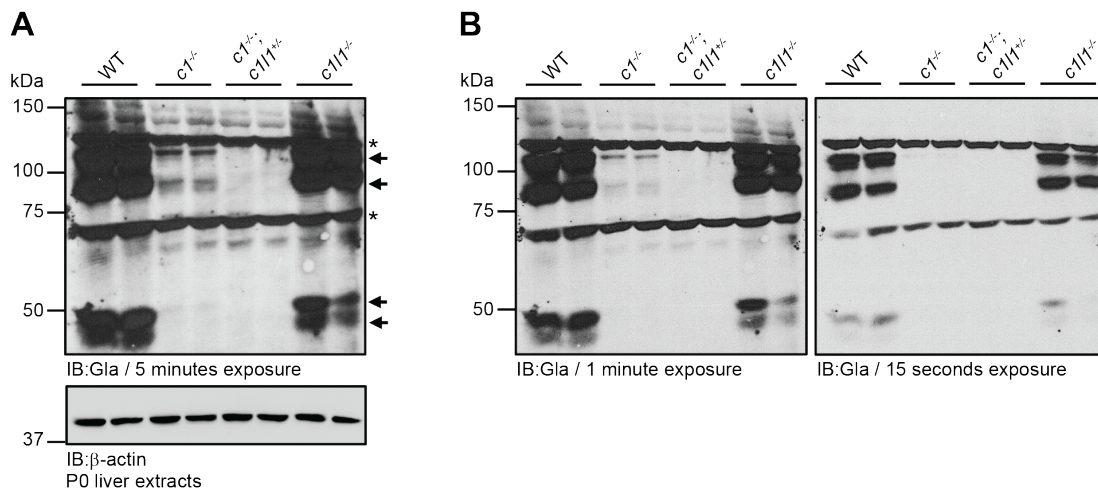 A
B
kDa
WT
c1-/-
c1-/-;
c1l1+/-
c1l1-/-
150
100
75
50
*
*
IB:Gla / 5 minutes exposure
37
IB:β-actin
P0 liver extracts
kDa
WT
c1-/-
c1-/-;
c1l1+/-
c1l1-/-
WT
c1-/-
c1-/-;
c1l1+/-
c1l1-/-
150
100
75
50
IB:Gla / 1 minute exposure
IB:Gla / 15 seconds exposure